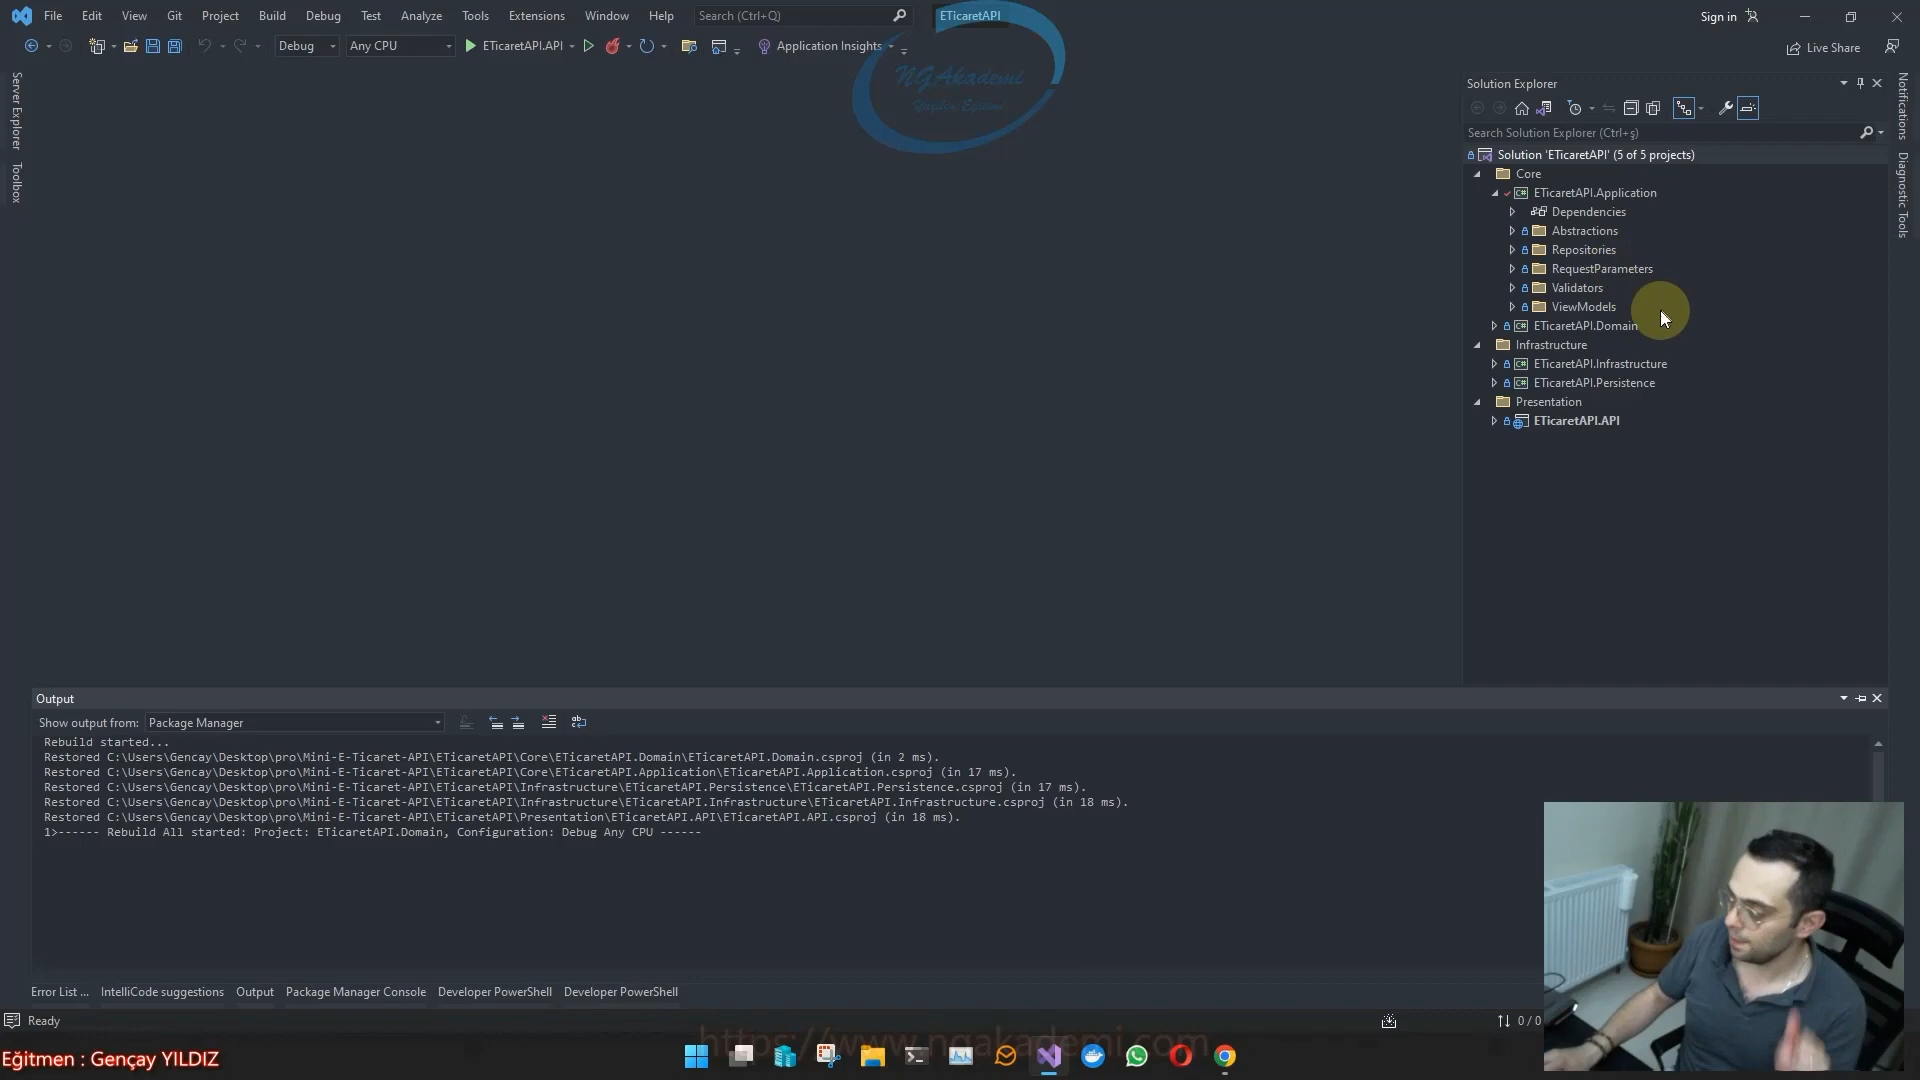 File Edit View Git Project Build Debug Test Analyze Tools Extensions Window Help Search (Ctrl+Q) ETicaretAPI Sign in
Debug Any CPU ETicaretAPI.API Application Insights Live Share
NGAkademi
Yazılım Eğitimi
Server Explorer
Toolbox
Notifications
Diagnostic Tools
Solution Explorer
Search Solution Explorer (Ctrl+ş)
Solution 'ETicaretAPI' (5 of 5 projects)
Core
ETicaretAPI.Application
Dependencies
Abstractions
Repositories
RequestParameters
Validators
ViewModels
ETicaretAPI.Domain
Infrastructure
ETicaretAPI.Infrastructure
ETicaretAPI.Persistence
Presentation
ETicaretAPI.API
Output
Show output from: Package Manager
Rebuild started...
Restored C:\Users\Gencay\Desktop\pro\Mini-E-Ticaret-API\ETicaretAPI\Core\ETicaretAPI.Domain\ETicaretAPI.Domain.csproj (in 2 ms).
Restored C:\Users\Gencay\Desktop\pro\Mini-E-Ticaret-API\ETicaretAPI\Core\ETicaretAPI.Application\ETicaretAPI.Application.csproj (in 17 ms).
Restored C:\Users\Gencay\Desktop\pro\Mini-E-Ticaret-API\ETicaretAPI\Infrastructure\ETicaretAPI.Persistence\ETicaretAPI.Persistence.csproj (in 17 ms).
Restored C:\Users\Gencay\Desktop\pro\Mini-E-Ticaret-API\ETicaretAPI\Infrastructure\ETicaretAPI.Infrastructure\ETicaretAPI.Infrastructure.csproj (in 18 ms).
Restored C:\Users\Gencay\Desktop\pro\Mini-E-Ticaret-API\ETicaretAPI\Presentation\ETicaretAPI.API\ETicaretAPI.API.csproj (in 18 ms).
1>------ Rebuild All started: Project: ETicaretAPI.Domain, Configuration: Debug Any CPU ------
Error List ... IntelliCode suggestions Output Package Manager Console Developer PowerShell Developer PowerShell
Ready 0 / 0
https://www.ngakademi.com
Eğitmen : Gençay YILDIZ